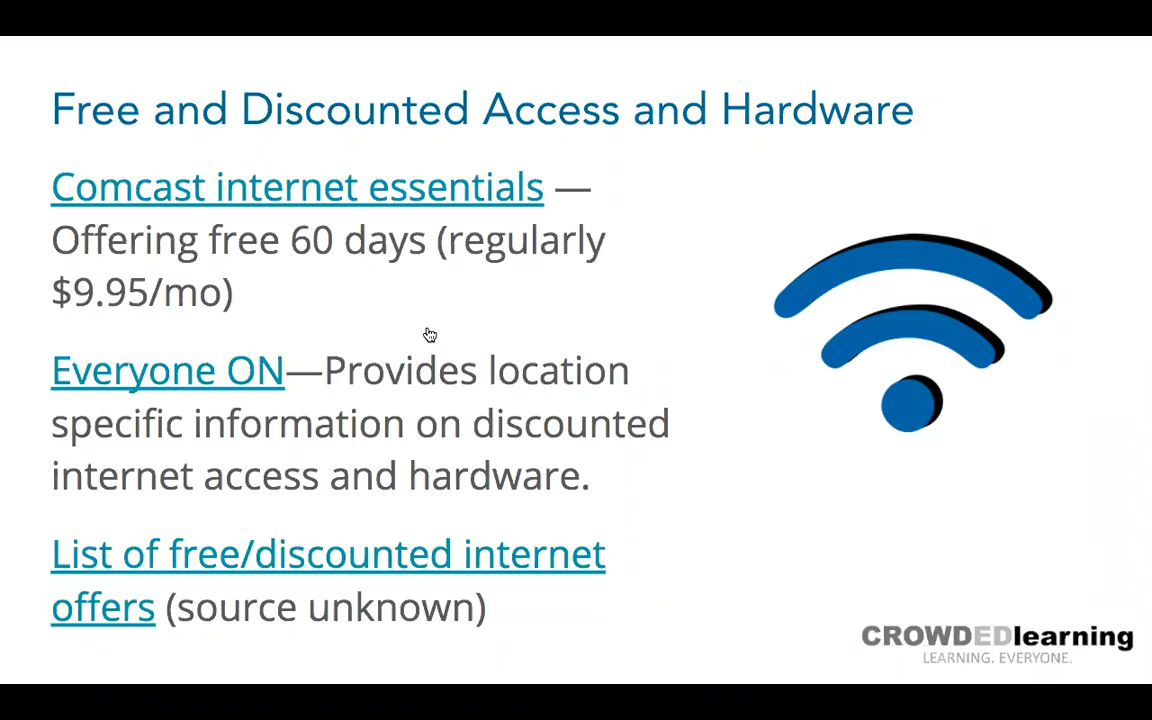 Free and Discounted Access and Hardware
Comcast internet essentials —
Offering free 60 days (regularly
$9.95/mo)
Everyone ON—Provides location
specific information on discounted
internet access and hardware.
List of free/discounted internet
offers (source unknown)
CROWDEDlearning
LEARNING. EVERYONE.